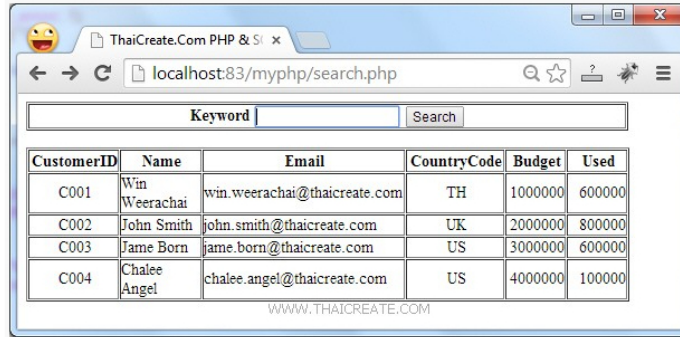 ThaiCreate.Com PHP & S
localhost:83/myphp/search.php
Keyword Search
CustomerID Name Email CountryCode Budget Used
C001 Win Weerachai win.weerachai@thaicreate.com TH 1000000 600000
C002 John Smith john.smith@thaicreate.com UK 2000000 800000
C003 Jame Born jame.born@thaicreate.com US 3000000 600000
C004 Chalee Angel chalee.angel@thaicreate.com US 4000000 100000
WWW.THAICREATE.COM